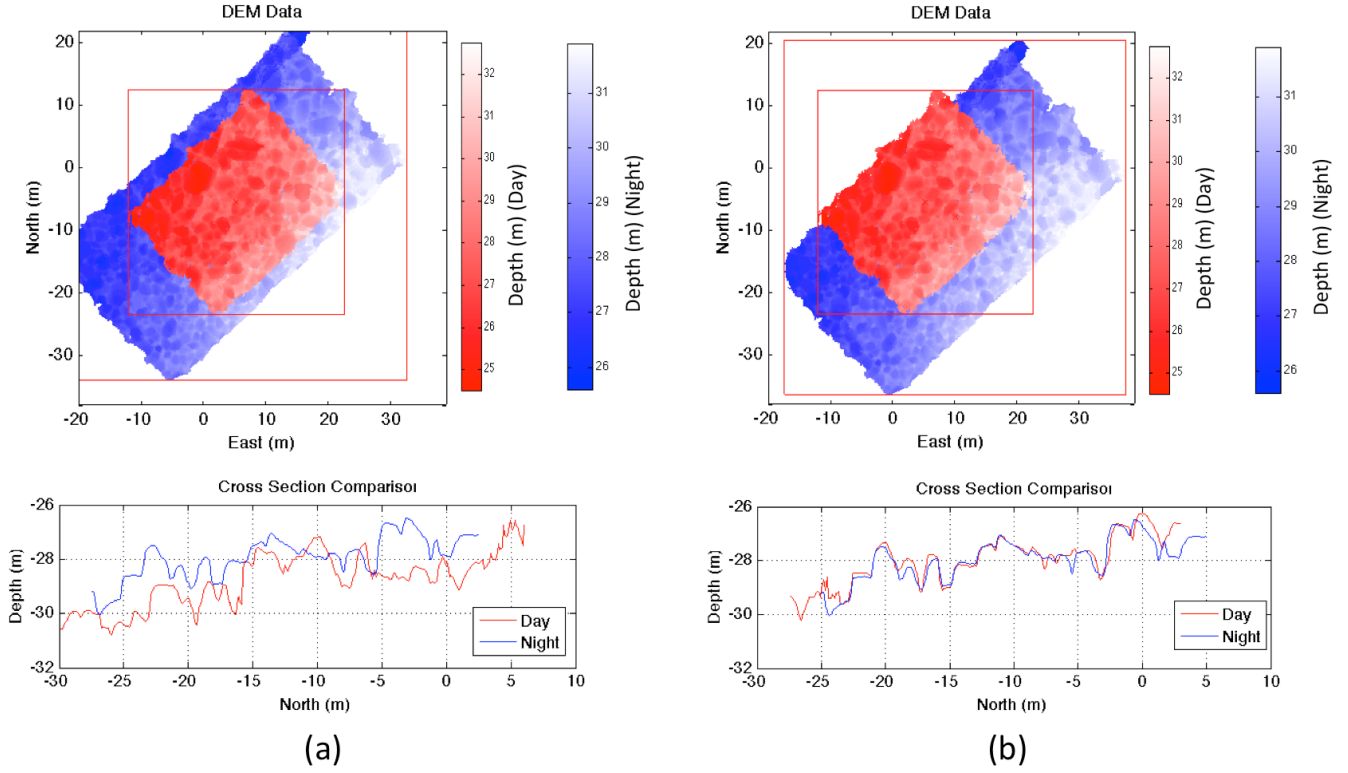 DEM Data
20
10
0
-10
-20
-30
North (m)
-20 -10 0 10 20 30
East (m)
32
31
30
29
28
27
26
25
Depth (m) (Day)
31
30
29
28
27
26
Depth (m) (Night)
Cross Section Compariso
-26
-28
-30
-32
Depth (m)
Day
Night
-30 -25 -20 -15 -10 -5 0 5 10
North (m)
(a)
DEM Data
20
10
0
-10
-20
-30
North (m)
-20 -10 0 10 20 30
East (m)
32
31
30
29
28
27
26
25
Depth (m) (Day)
31
30
29
28
27
26
Depth (m) (Night)
Cross Section Compariso
-26
-28
-30
-32
Depth (m)
Day
Night
-30 -25 -20 -15 -10 -5 0 5 10
North (m)
(b)